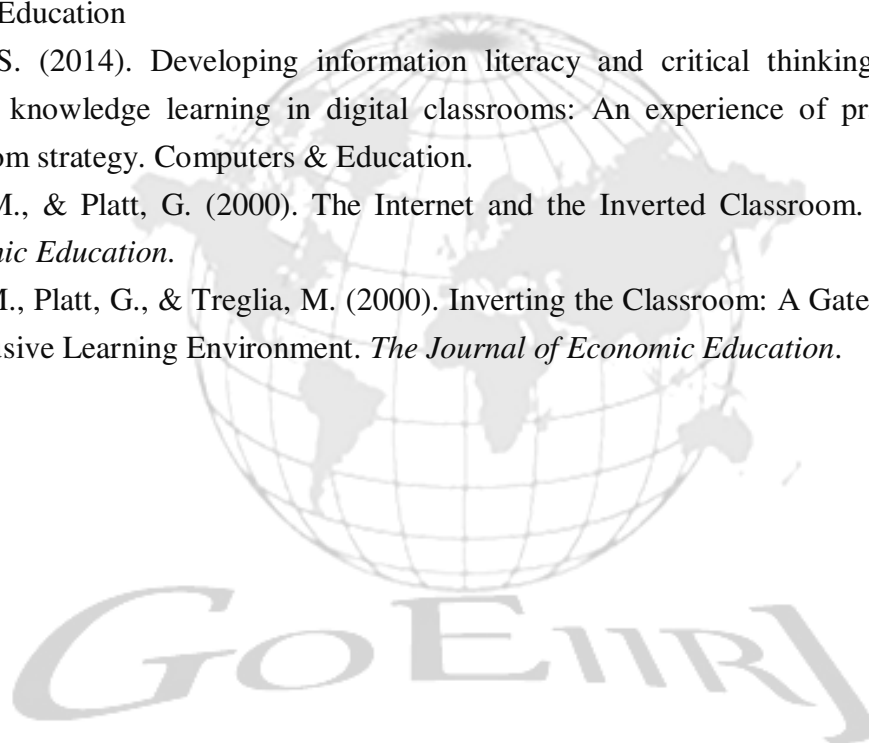 Education
S. (2014). Developing information literacy and critical thinking
knowledge learning in digital classrooms: An experience of pr
om strategy. Computers & Education.
M., & Platt, G. (2000). The Internet and the Inverted Classroom.
nic Education.
M., Platt, G., & Treglia, M. (2000). Inverting the Classroom: A Gate
usive Learning Environment. The Journal of Economic Education.
GOEIIRJ